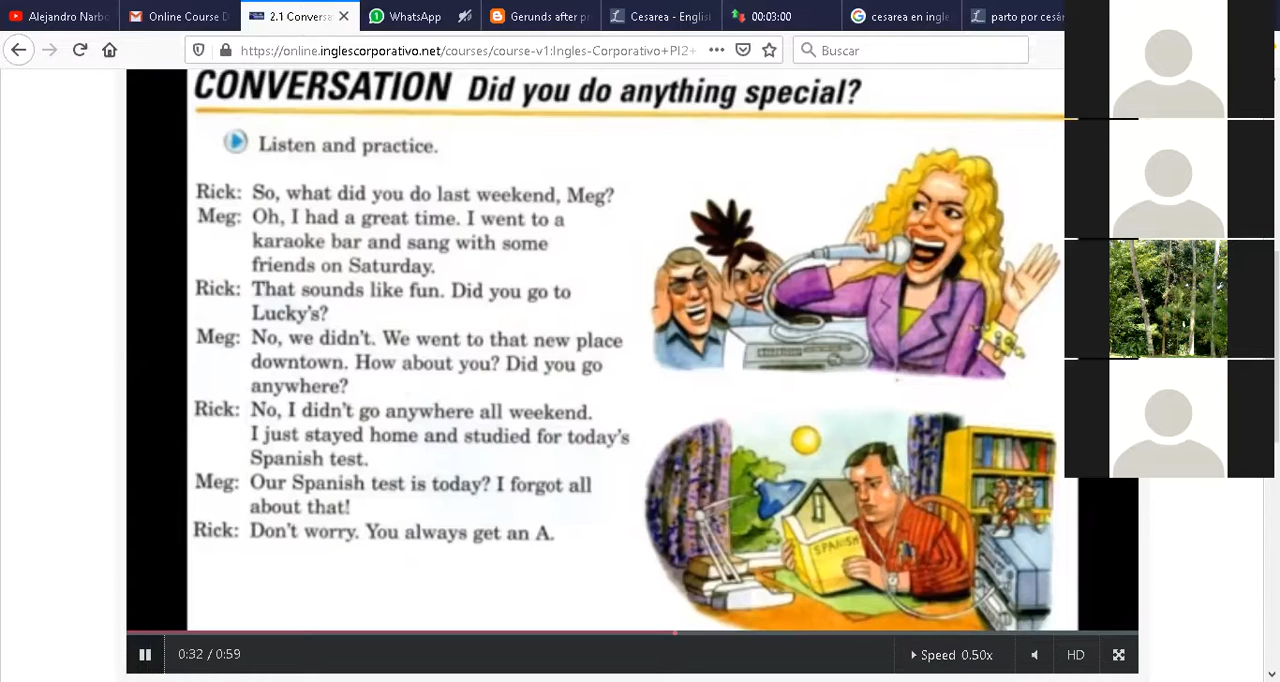 Alejandro Narbo
Online Course D
2.1 Conversa
WhatsApp
Gerunds after pr
Cesarea - Englisi
00:03:00
cesarea en ingle
parto por cesár
https://online.inglescorporativo.net/courses/course-v1:Ingles-Corporativo+PI2+
Buscar
CONVERSATION Did you do anything special?
Listen and practice.
Rick: So, what did you do last weekend, Meg?
Meg: Oh, I had a great time. I went to a
karaoke bar and sang with some
friends on Saturday.
Rick: That sounds like fun. Did you go to
Lucky's?
Meg: No, we didn't. We went to that new place
downtown. How about you? Did you go
anywhere?
Rick: No, I didn't go anywhere all weekend.
I just stayed home and studied for today's
Spanish test.
Meg: Our Spanish test is today? I forgot all
about that!
Rick: Don't worry. You always get an A.
SPANISH
0:32 / 0:59
Speed 0.50x
HD